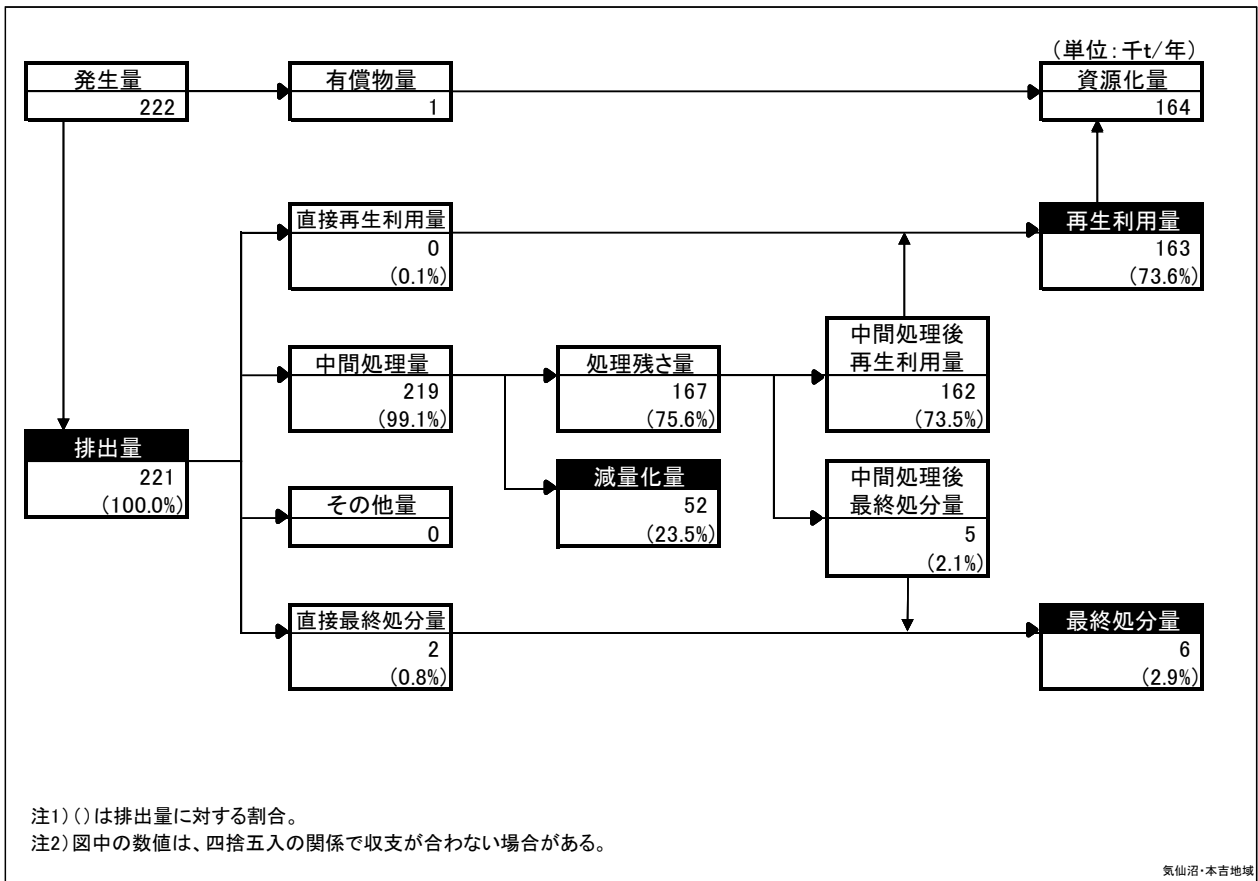 (単位:千t/年)
発生量
222
有償物量
1
資源化量
164
直接再生利用量
0
(0.1%)
再生利用量
163
(73.6%)
中間処理量
219
(99.1%)
処理残さ量
167
(75.6%)
中間処理後
再生利用量
162
(73.5%)
排出量
221
(100.0%)
その他量
0
減量化量
52
(23.5%)
中間処理後
最終処分量
5
(2.1%)
直接最終処分量
2
(0.8%)
最終処分量
6
(2.9%)
注1)()は排出量に対する割合。
注2)図中の数値は、四捨五入の関係で収支が合わない場合がある。
気仙沼・本吉地域